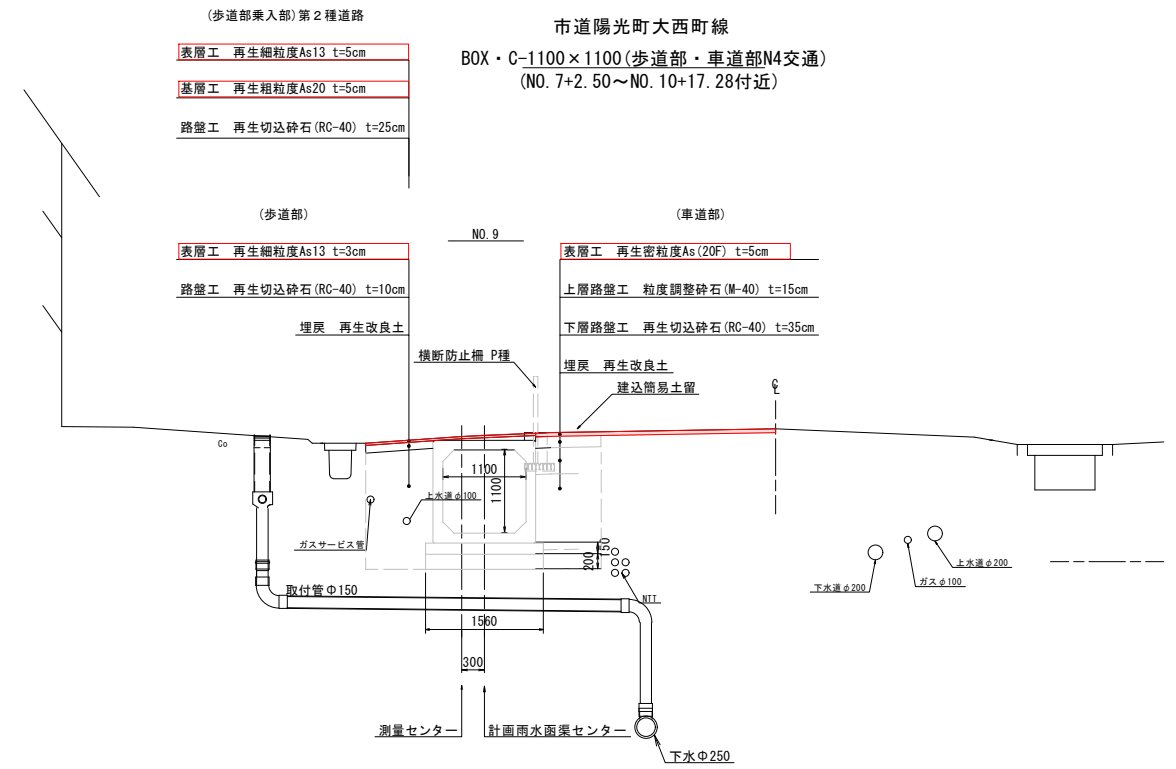 (歩道部乗入部)第2種道路
市道陽光町大西町線
BOX・C-1100×1100(歩道部・車道部N4交通)
(NO.7+2.50～NO.10+17.28付近)
表層工 再生細粒度As13 t=5cm
基層工 再生粗粒度As20 t=5cm
路盤工 再生切込砕石(RC-40) t=25cm
(歩道部)
(車道部)
NO.9
表層工 再生細粒度As13 t=3cm
路盤工 再生切込砕石(RC-40) t=10cm
埋戻 再生改良土
表層工 再生密粒度As(20F) t=5cm
上層路盤工 粒度調整砕石(M-40) t=15cm
下層路盤工 再生切込砕石(RC-40) t=35cm
埋戻 再生改良土
横断防止柵 P種
建込簡易土留
℄
Co
1100
1100
上水道φ100
ガスサービス管
150
200
取付管Φ150
NTT
下水道φ200
ガスφ100
上水道φ200
1560
300
測量センター
計画雨水函渠センター
下水Φ250